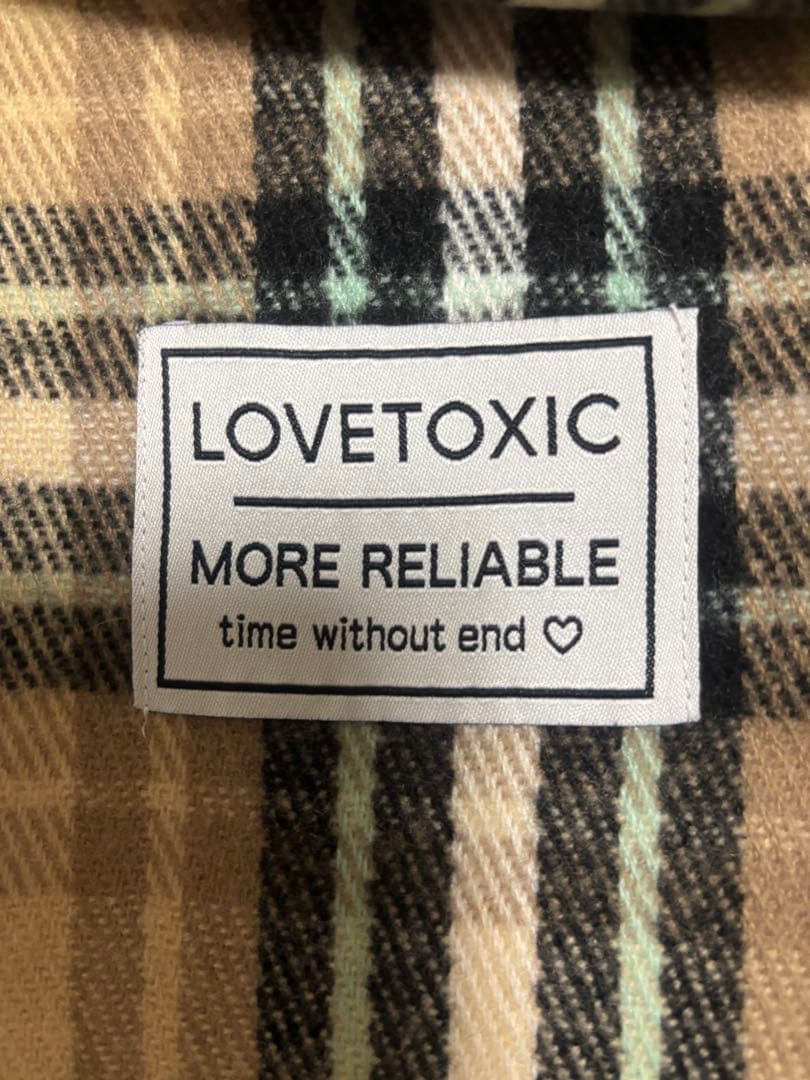 LOVETOXIC
MORE RELIABLE
time without end ♡